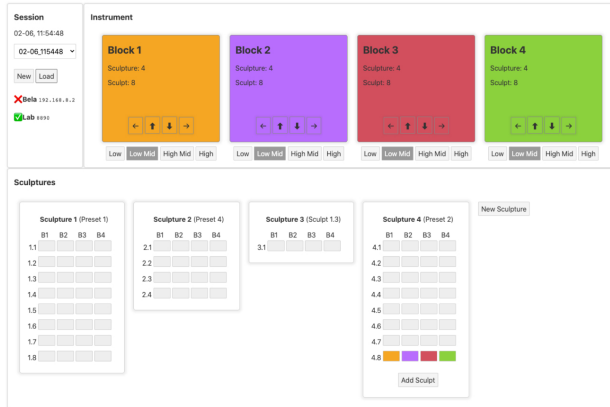 Session
02-06, 11:54:48
02-06_115448
New Load
❌Bela 192.168.8.2
✅Lab 8890
Instrument
Block 1
Sculpture: 4
Sculpt: 8
← ⬆ ⬇ →
Low Low Mid High Mid High
Block 2
Sculpture: 4
Sculpt: 8
← ⬆ ⬇ →
Low Low Mid High Mid High
Block 3
Sculpture: 4
Sculpt: 8
← ⬆ ⬇ →
Low Low Mid High Mid High
Block 4
Sculpture: 4
Sculpt: 8
← ⬆ ⬇ →
Low Low Mid High Mid High
Sculptures
Sculpture 1 (Preset 1)
B1 B2 B3 B4
1.1
1.2
1.3
1.4
1.5
1.6
1.7
1.8
Sculpture 2 (Preset 4)
B1 B2 B3 B4
2.1
2.2
2.3
2.4
Sculpture 3 (Sculpt 1.3)
B1 B2 B3 B4
3.1
Sculpture 4 (Preset 2)
B1 B2 B3 B4
4.1
4.2
4.3
4.4
4.5
4.6
4.7
4.8
Add Sculpt
New Sculpture